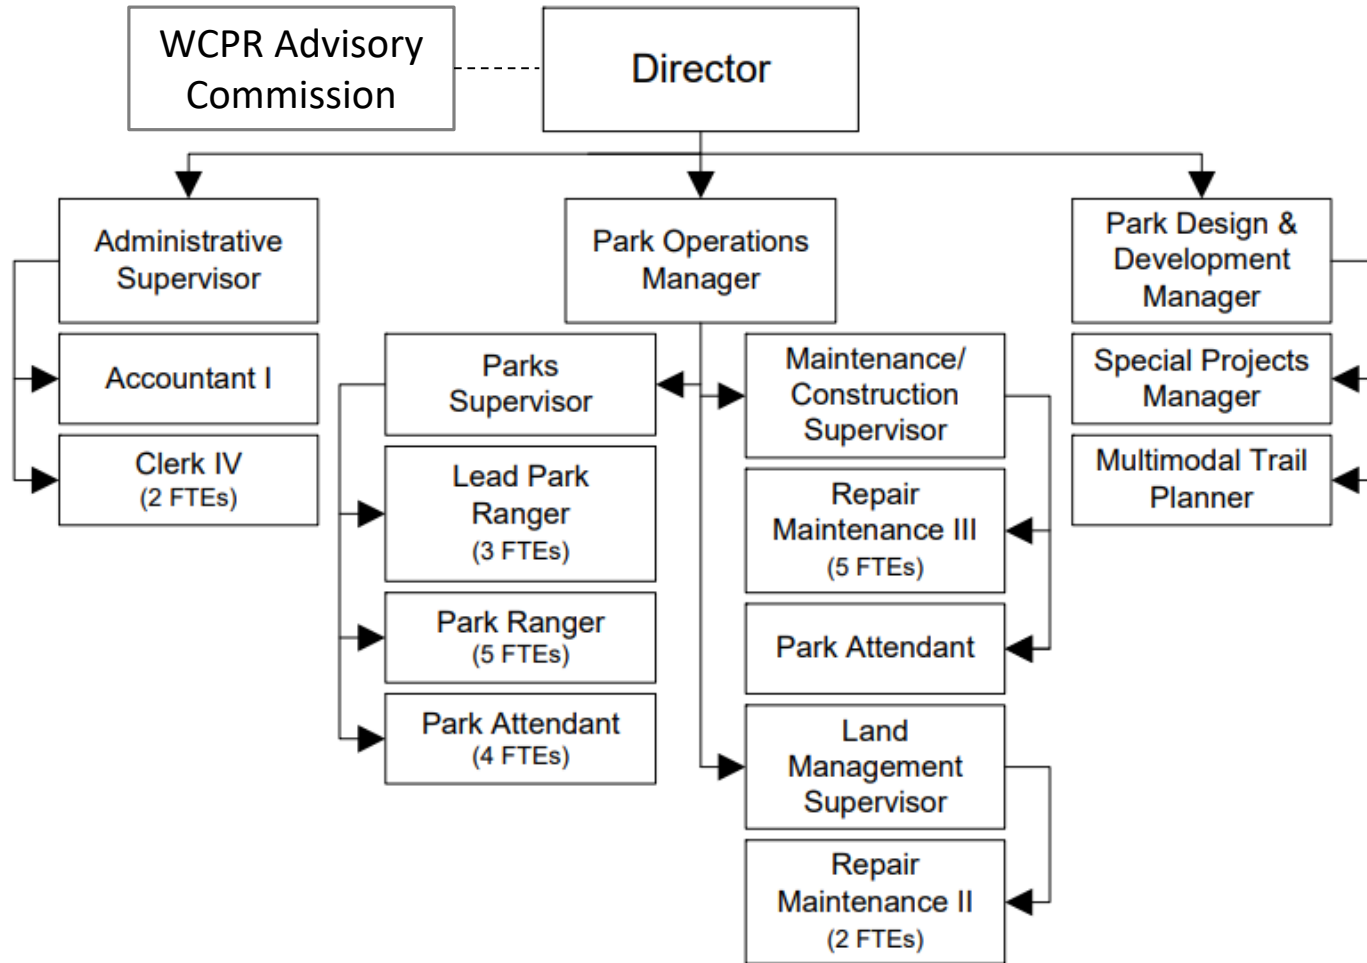 WCPR Advisory
Commission
Director
Administrative
Supervisor
Accountant I
Clerk IV
(2 FTEs)
Park Operations
Manager
Parks
Supervisor
Lead Park
Ranger
(3 FTEs)
Park Ranger
(5 FTEs)
Park Attendant
(4 FTEs)
Maintenance/
Construction
Supervisor
Repair
Maintenance III
(5 FTEs)
Park Attendant
Land
Management
Supervisor
Repair
Maintenance II
(2 FTEs)
Park Design &
Development
Manager
Special Projects
Manager
Multimodal Trail
Planner